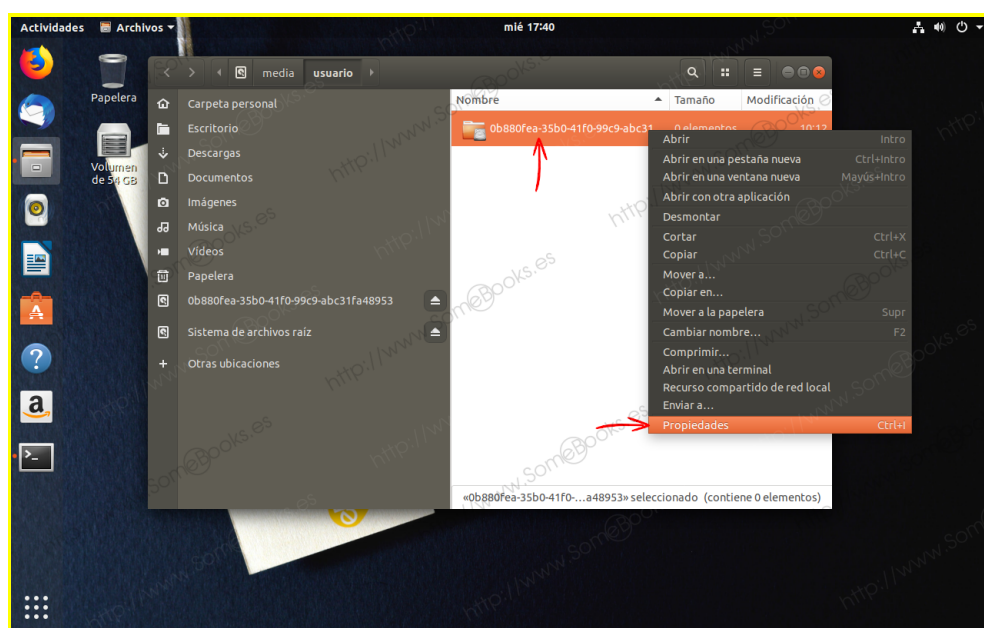 Actividades Archivos mié 17:40
Papelera
Volumen
de 54 GB
media usuario
Carpeta personal
Escritorio
Descargas
Documentos
Imágenes
Música
Vídeos
Papelera
0b880fea-35b0-41f0-99c9-abc31fa48953
Sistema de archivos raíz
+ Otras ubicaciones
Nombre Tamaño Modificación
0b880fea-35b0-41f0-99c9-abc31 0 elementos 10:12
Abrir Intro
Abrir en una pestaña nueva Ctrl+Intro
Abrir en una ventana nueva Mayús+Intro
Abrir con otra aplicación
Desmontar
Cortar Ctrl+X
Copiar Ctrl+C
Mover a...
Copiar en...
Mover a la papelera Supr
Cambiar nombre... F2
Comprimir...
Abrir en una terminal
Recurso compartido de red local
Enviar a...
Propiedades Ctrl+I
«0b880fea-35b0-41f0-...a48953» seleccionado (contiene 0 elementos)
http://www.SomeBooks.es